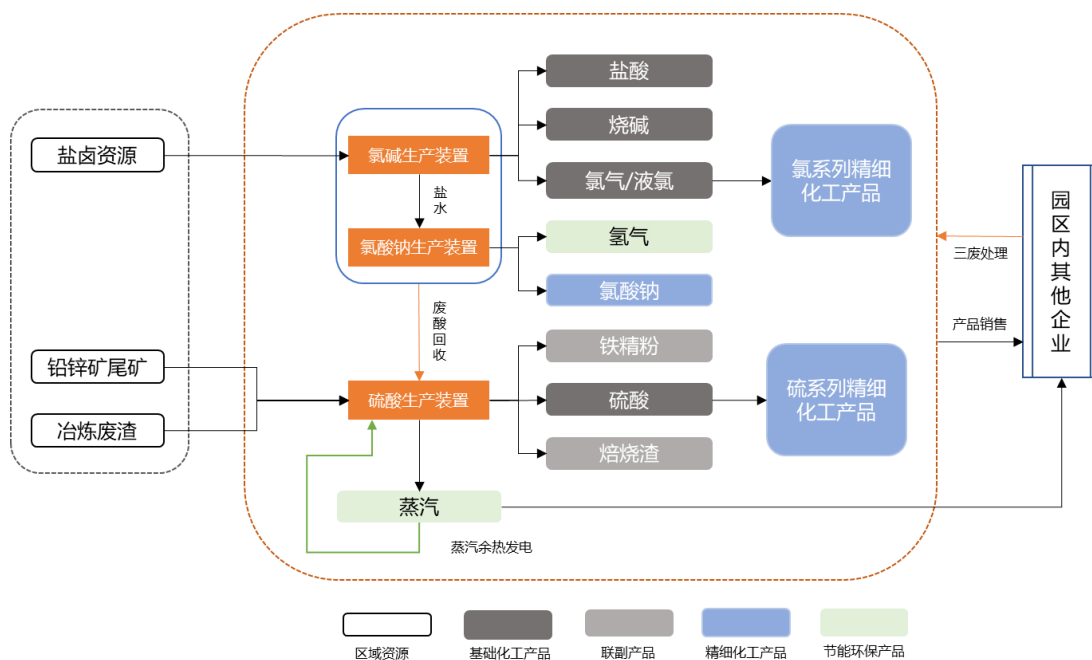 盐酸
烧碱
盐卤资源
氯碱生产装置
氯气/液氯
氯系列精细
化工产品
盐
水
氯酸钠生产装置
氢气
氯酸钠
园
区
内
其
他
企
业
三废处理
产品销售
废
酸
回
收
铁精粉
铅锌矿尾矿
硫酸生产装置
硫酸
硫系列精细
化工产品
冶炼废渣
焙烧渣
蒸汽
蒸汽余热发电
区域资源
基础化工产品
联副产品
精细化工产品
节能环保产品